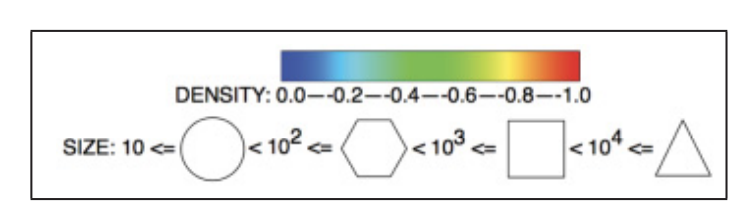 DENSITY: 0.0—-0.2—-0.4—-0.6—-0.8—-1.0
SIZE: 10 <= < 10² <= < 10³ <= < 10⁴ <=